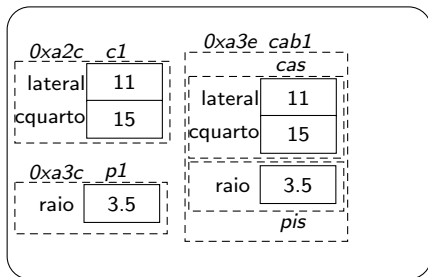 0xa2c c1
lateral 11
cquarto 15
0xa3c p1
raio 3.5
0xa3e cab1
cas
lateral 11
cquarto 15
raio 3.5
pis